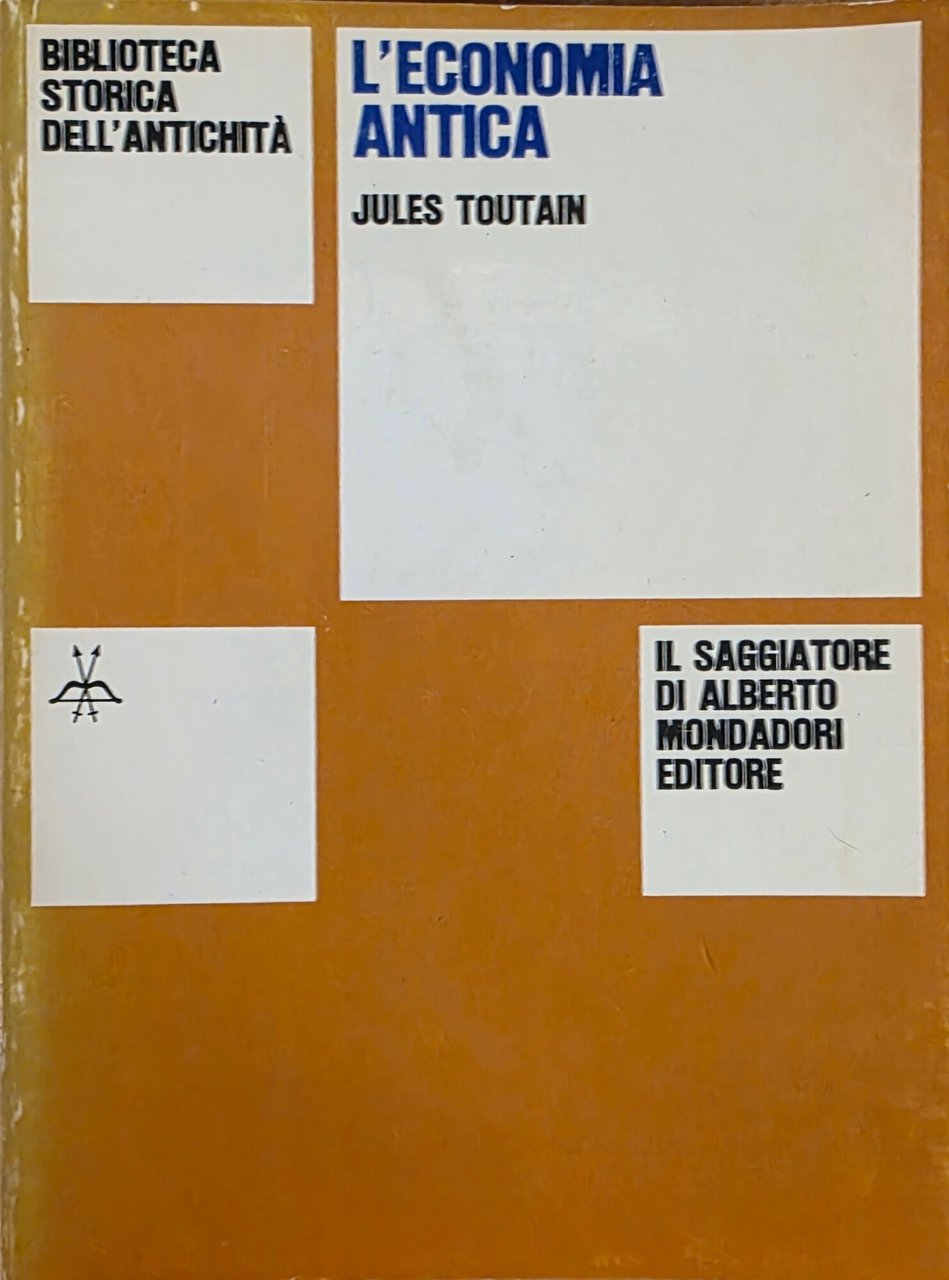 BIBLIOTECA
STORICA
DELL'ANTICHITÀ
L'ECONOMIA
ANTICA
JULES TOUTAIN
IL SAGGIATORE
DI ALBERTO
MONDADORI
EDITORE